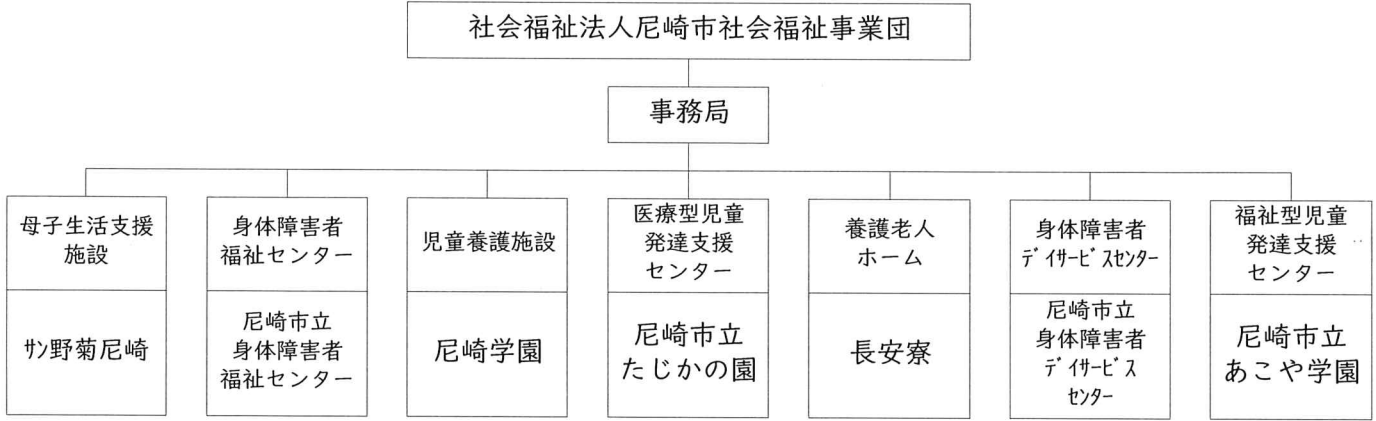 社会福祉法人尼崎市社会福祉事業団
事務局
母子生活支援
施設
サン野菊尼崎
身体障害者
福祉センター
尼崎市立
身体障害者
福祉センター
児童養護施設
尼崎学園
医療型児童
発達支援
センター
尼崎市立
たじかの園
養護老人
ホーム
長安寮
身体障害者
デイサービスセンター
尼崎市立
身体障害者
デイサービス
センター
福祉型児童
発達支援
センター
尼崎市立
あこや学園